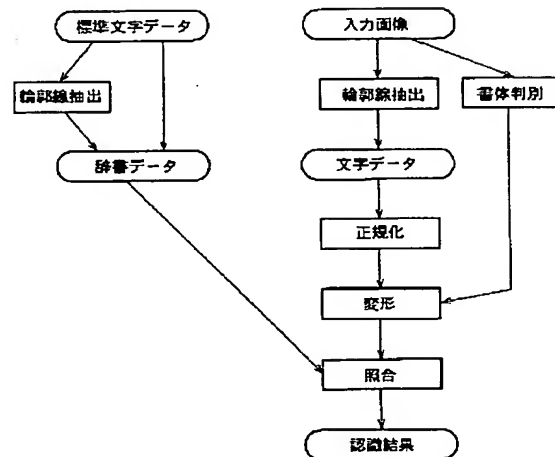 標準文字データ
入力画像
輪郭線抽出
輪郭線抽出
書体判別
辞書データ
文字データ
正規化
変形
照合
認識結果